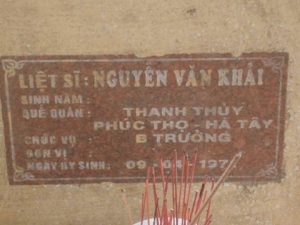 LIỆT SĨ: NGUYỄN VĂN KHẢI
SINH NĂM :
QUÊ QUÁN : THANH THÙY
PHÚC THỌ - HÀ TÂY
CHỨC VỤ : B TRƯỞNG
ĐƠN VỊ :
NGÀY HY SINH: 09-04-197